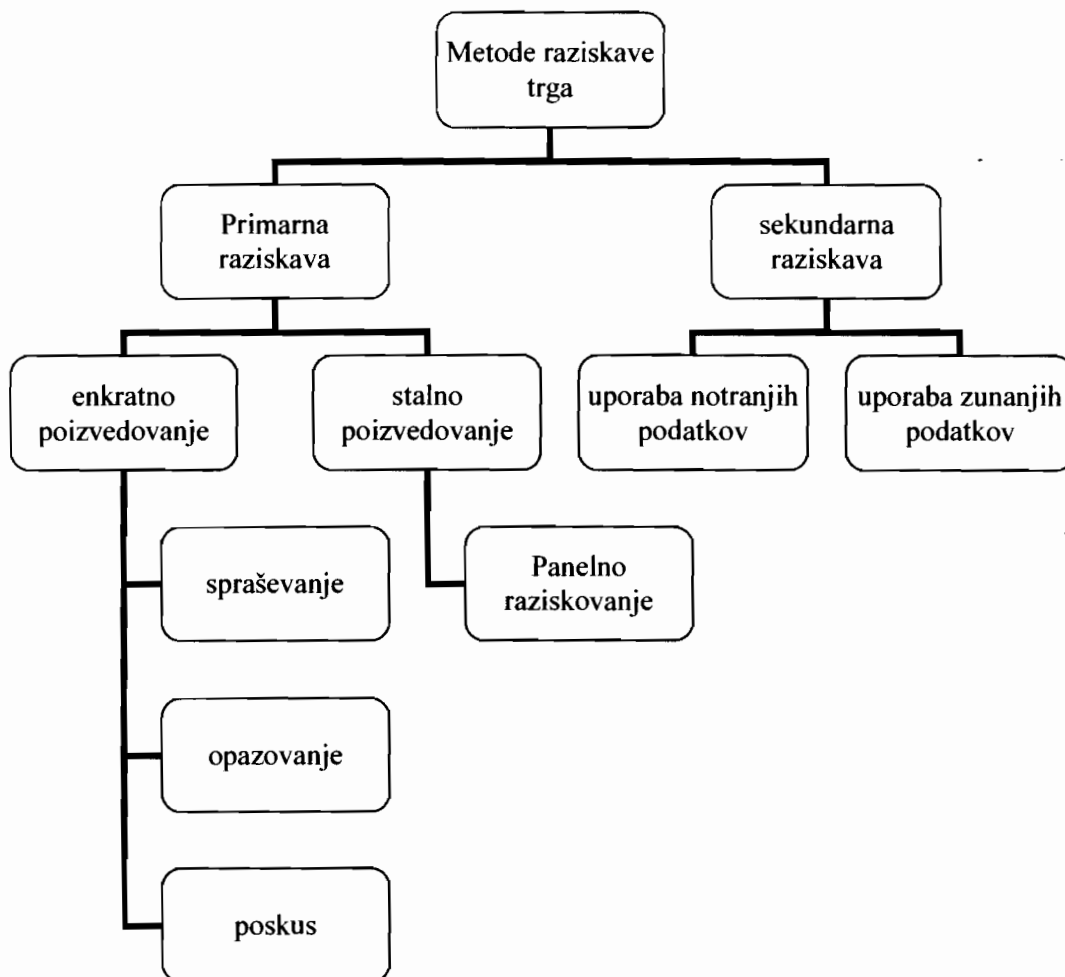 Metode raziskave
trga
Primarna
raziskava
sekundarna
raziskava
enkratno
poizvedovanje
stalno
poizvedovanje
uporaba notranjih
podatkov
uporaba zunanjih
podatkov
spraševanje
Panelno
raziskovanje
opazovanje
poskus